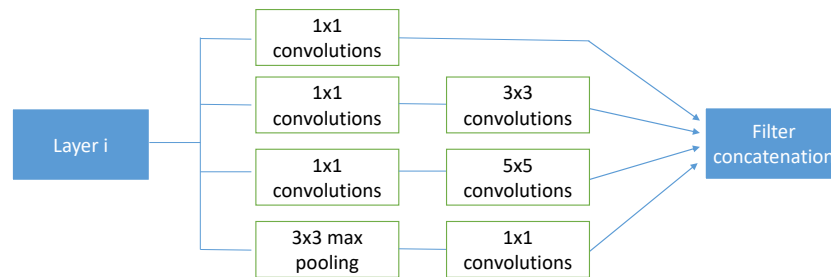 1x1
convolutions
1x1
convolutions
3x3
convolutions
Layer i
Filter
concatenation
1x1
convolutions
5x5
convolutions
3x3 max
pooling
1x1
convolutions